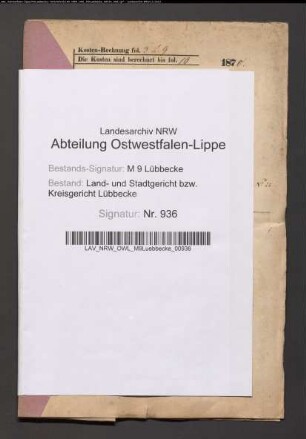 Kosten-Rechnung fol.
Die Kosten sind berechnet bis fol. 10
187
Landesarchiv NRW
Abteilung Ostwestfalen-Lippe
Bestands-Signatur: M 9 Lübbecke
Bestand: Land- und Stadtgericht bzw.
Kreisgericht Lübbecke
Signatur: Nr. 936
LAV_NRW_OWL_M9Luebbecke_00936